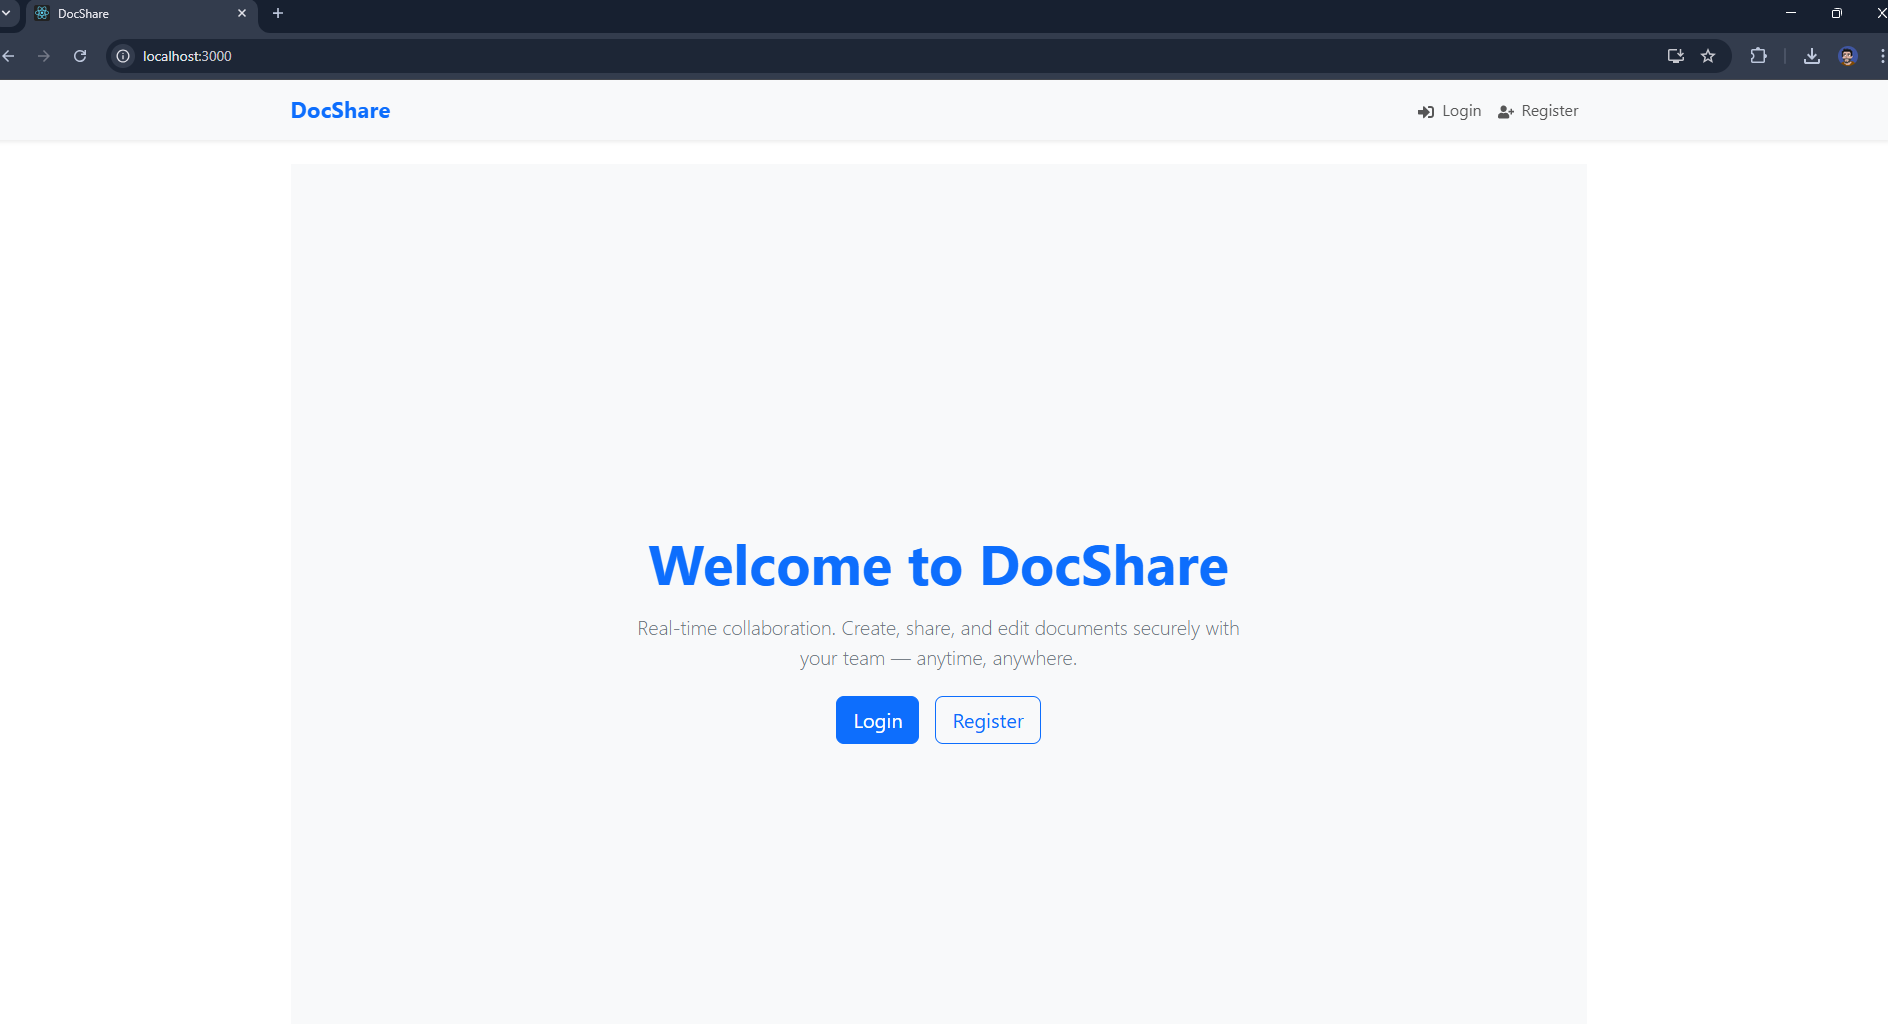 DocShare
localhost:3000
DocShare
Login
Register
Welcome to DocShare
Real-time collaboration. Create, share, and edit documents securely with
your team — anytime, anywhere.
Login
Register